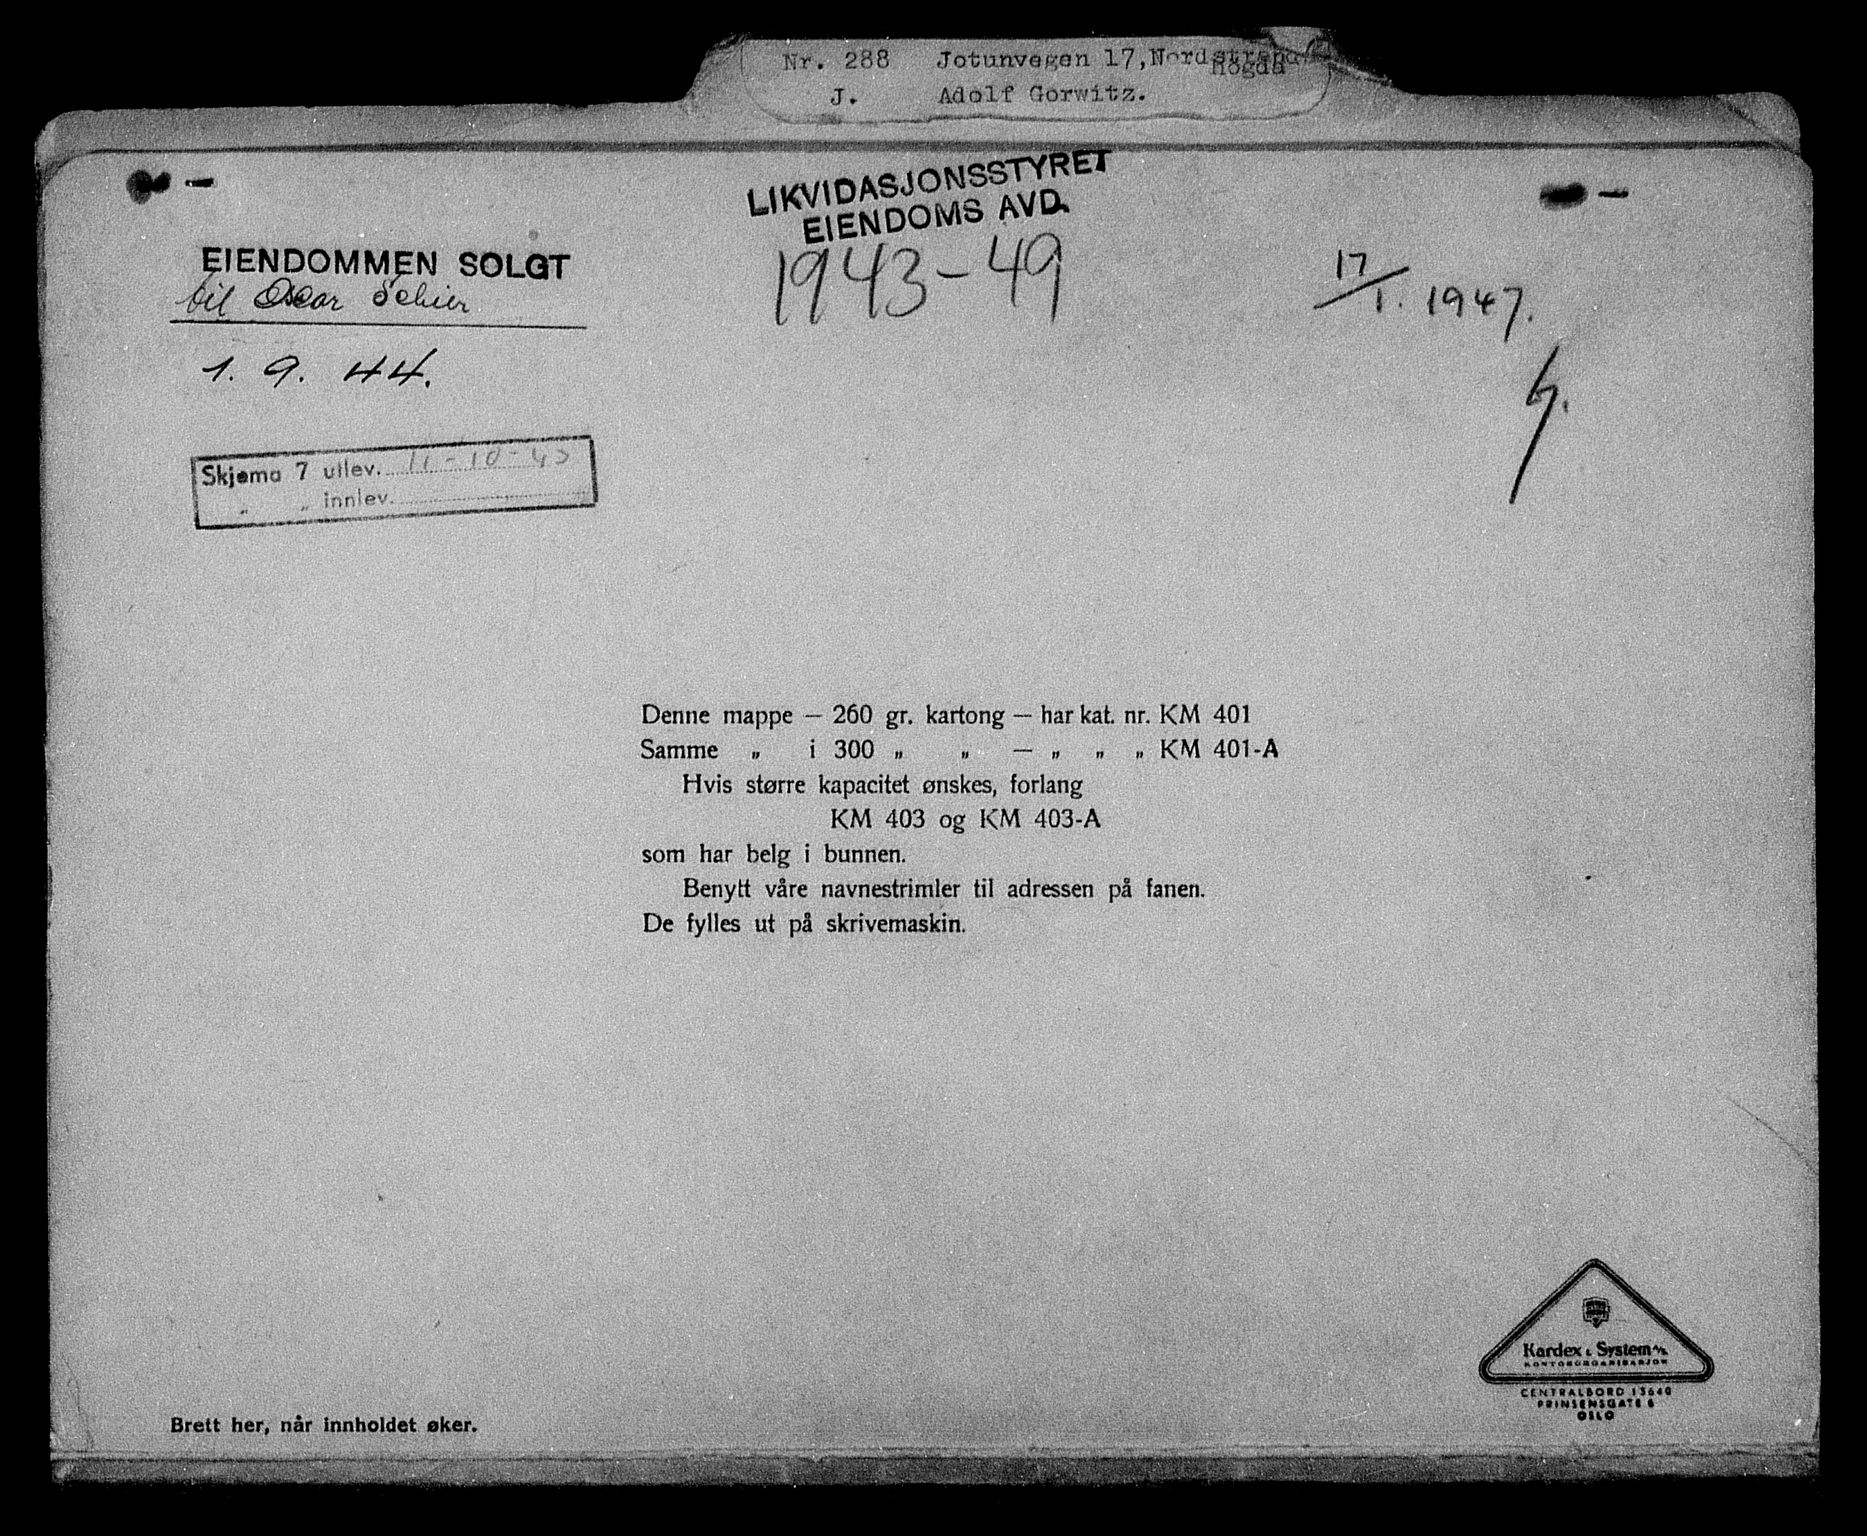 Nr. 288 Jotunvegen 17, Nordstrand
Høgda
J. Adolf Gorwitz.
LIKVIDASJONSSTYRET
EIENDOMS AVD.
1943-49
EIENDOMMEN SOLGT
til Oscar Schier
1. 9. 44.
17/1. 1947.
Skjema 7 utlev. 11-10-43
„ „ innlev.
Denne mappe — 260 gr. kartong — har kat. nr. KM 401
Samme „ i 300 „ „ — „ „ „ KM 401-A
Hvis større kapacitet ønskes, forlang
KM 403 og KM 403-A
som har belg i bunnen.
Benytt våre navnestrimler til adressen på fanen.
De fylles ut på skrivemaskin.
Kardex & System A/S
KONTORORGANISASJON
CENTRALBORD 13640
PRINSENSGATE 6
OSLO
Brett her, når innholdet øker.